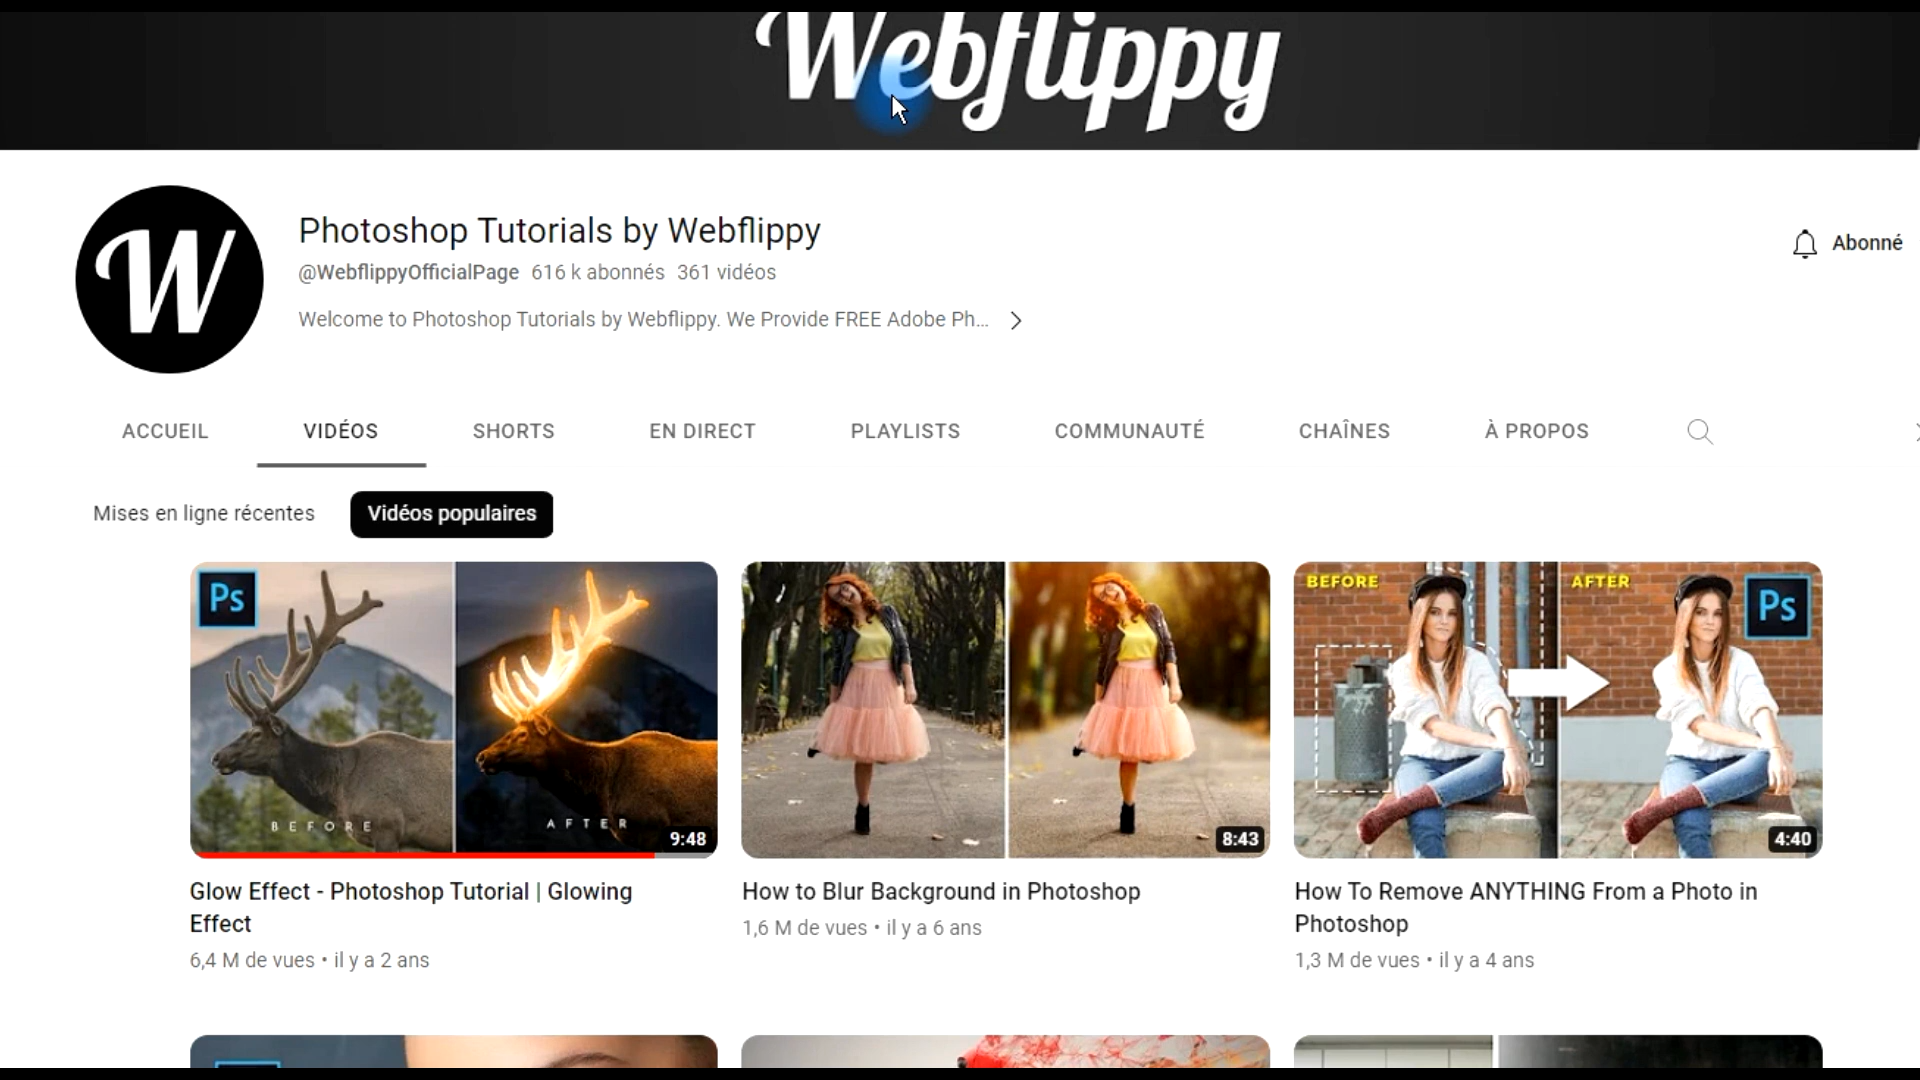 Webflippy
W
Photoshop Tutorials by Webflippy
@WebflippyOfficialPage 616 k abonnés 361 vidéos
Abonné
Welcome to Photoshop Tutorials by Webflippy. We Provide FREE Adobe Ph...
ACCUEIL VIDÉOS SHORTS EN DIRECT PLAYLISTS COMMUNAUTÉ CHAÎNES À PROPOS
Mises en ligne récentes Vidéos populaires
Ps
BEFORE AFTER
9:48
8:43
BEFORE AFTER
Ps
4:40
Glow Effect - Photoshop Tutorial | Glowing
Effect
6,4 M de vues • il y a 2 ans
How to Blur Background in Photoshop
1,6 M de vues • il y a 6 ans
How To Remove ANYTHING From a Photo in
Photoshop
1,3 M de vues • il y a 4 ans